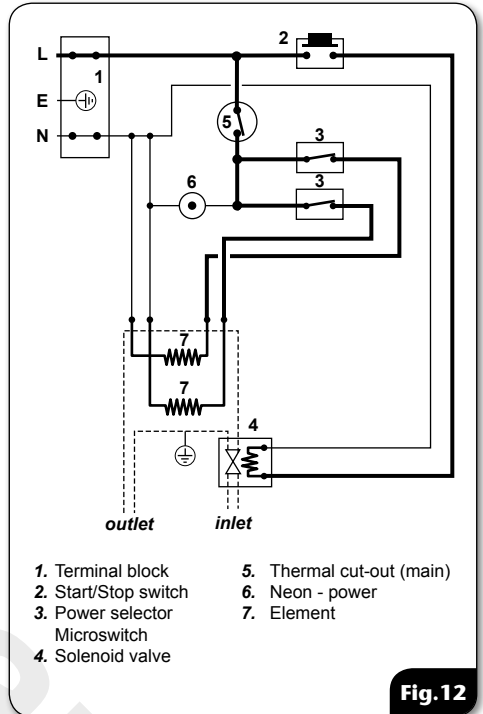 2
L
1
E
5
3
N
6
3
7
7
4
outlet
inlet
1. Terminal block
2. Start/Stop switch
3. Power selector
Microswitch
4. Solenoid valve
5. Thermal cut-out (main)
6. Neon - power
7. Element
Fig.12